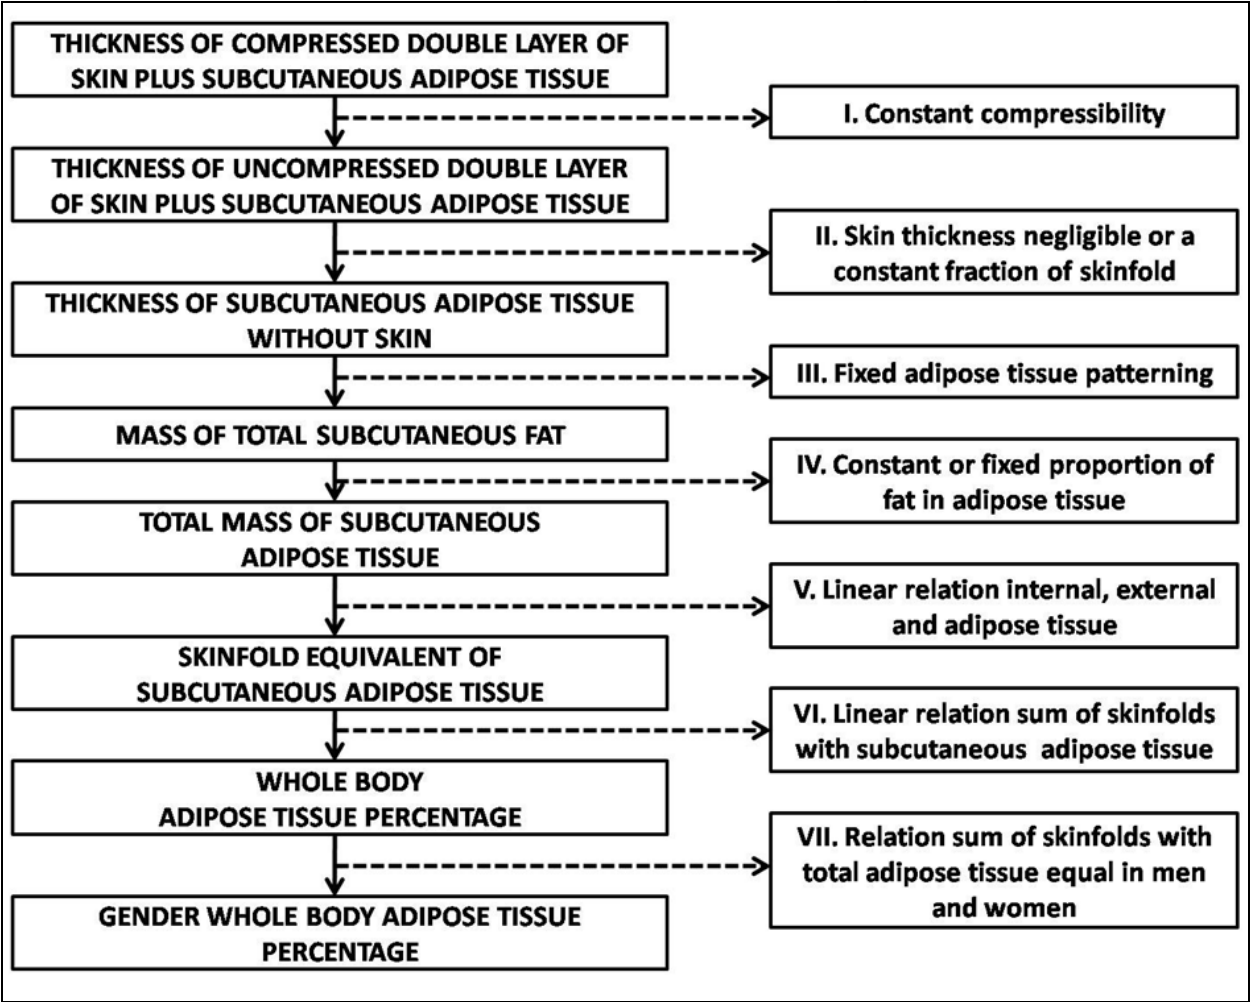 THICKNESS OF COMPRESSED DOUBLE LAYER OF
SKIN PLUS SUBCUTANEOUS ADIPOSE TISSUE
I. Constant compressibility
THICKNESS OF UNCOMPRESSED DOUBLE LAYER
OF SKIN PLUS SUBCUTANEOUS ADIPOSE TISSUE
II. Skin thickness negligible or a
constant fraction of skinfold
THICKNESS OF SUBCUTANEOUS ADIPOSE TISSUE
WITHOUT SKIN
III. Fixed adipose tissue patterning
MASS OF TOTAL SUBCUTANEOUS FAT
IV. Constant or fixed proportion of
fat in adipose tissue
TOTAL MASS OF SUBCUTANEOUS
ADIPOSE TISSUE
V. Linear relation internal, external
and adipose tissue
SKINFOLD EQUIVALENT OF
SUBCUTANEOUS ADIPOSE TISSUE
VI. Linear relation sum of skinfolds
with subcutaneous adipose tissue
WHOLE BODY
ADIPOSE TISSUE PERCENTAGE
VII. Relation sum of skinfolds with
total adipose tissue equal in men
and women
GENDER WHOLE BODY ADIPOSE TISSUE
PERCENTAGE